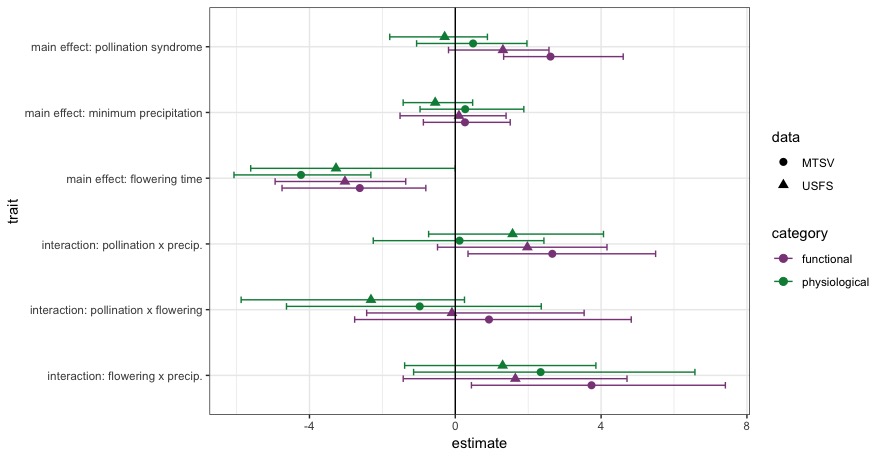 trait
main effect: pollination syndrome
main effect: minimum precipitation
main effect: flowering time
interaction: pollination x precip.
interaction: pollination x flowering
interaction: flowering x precip.
-4
0
4
8
estimate
data
MTSV
USFS
category
functional
physiological